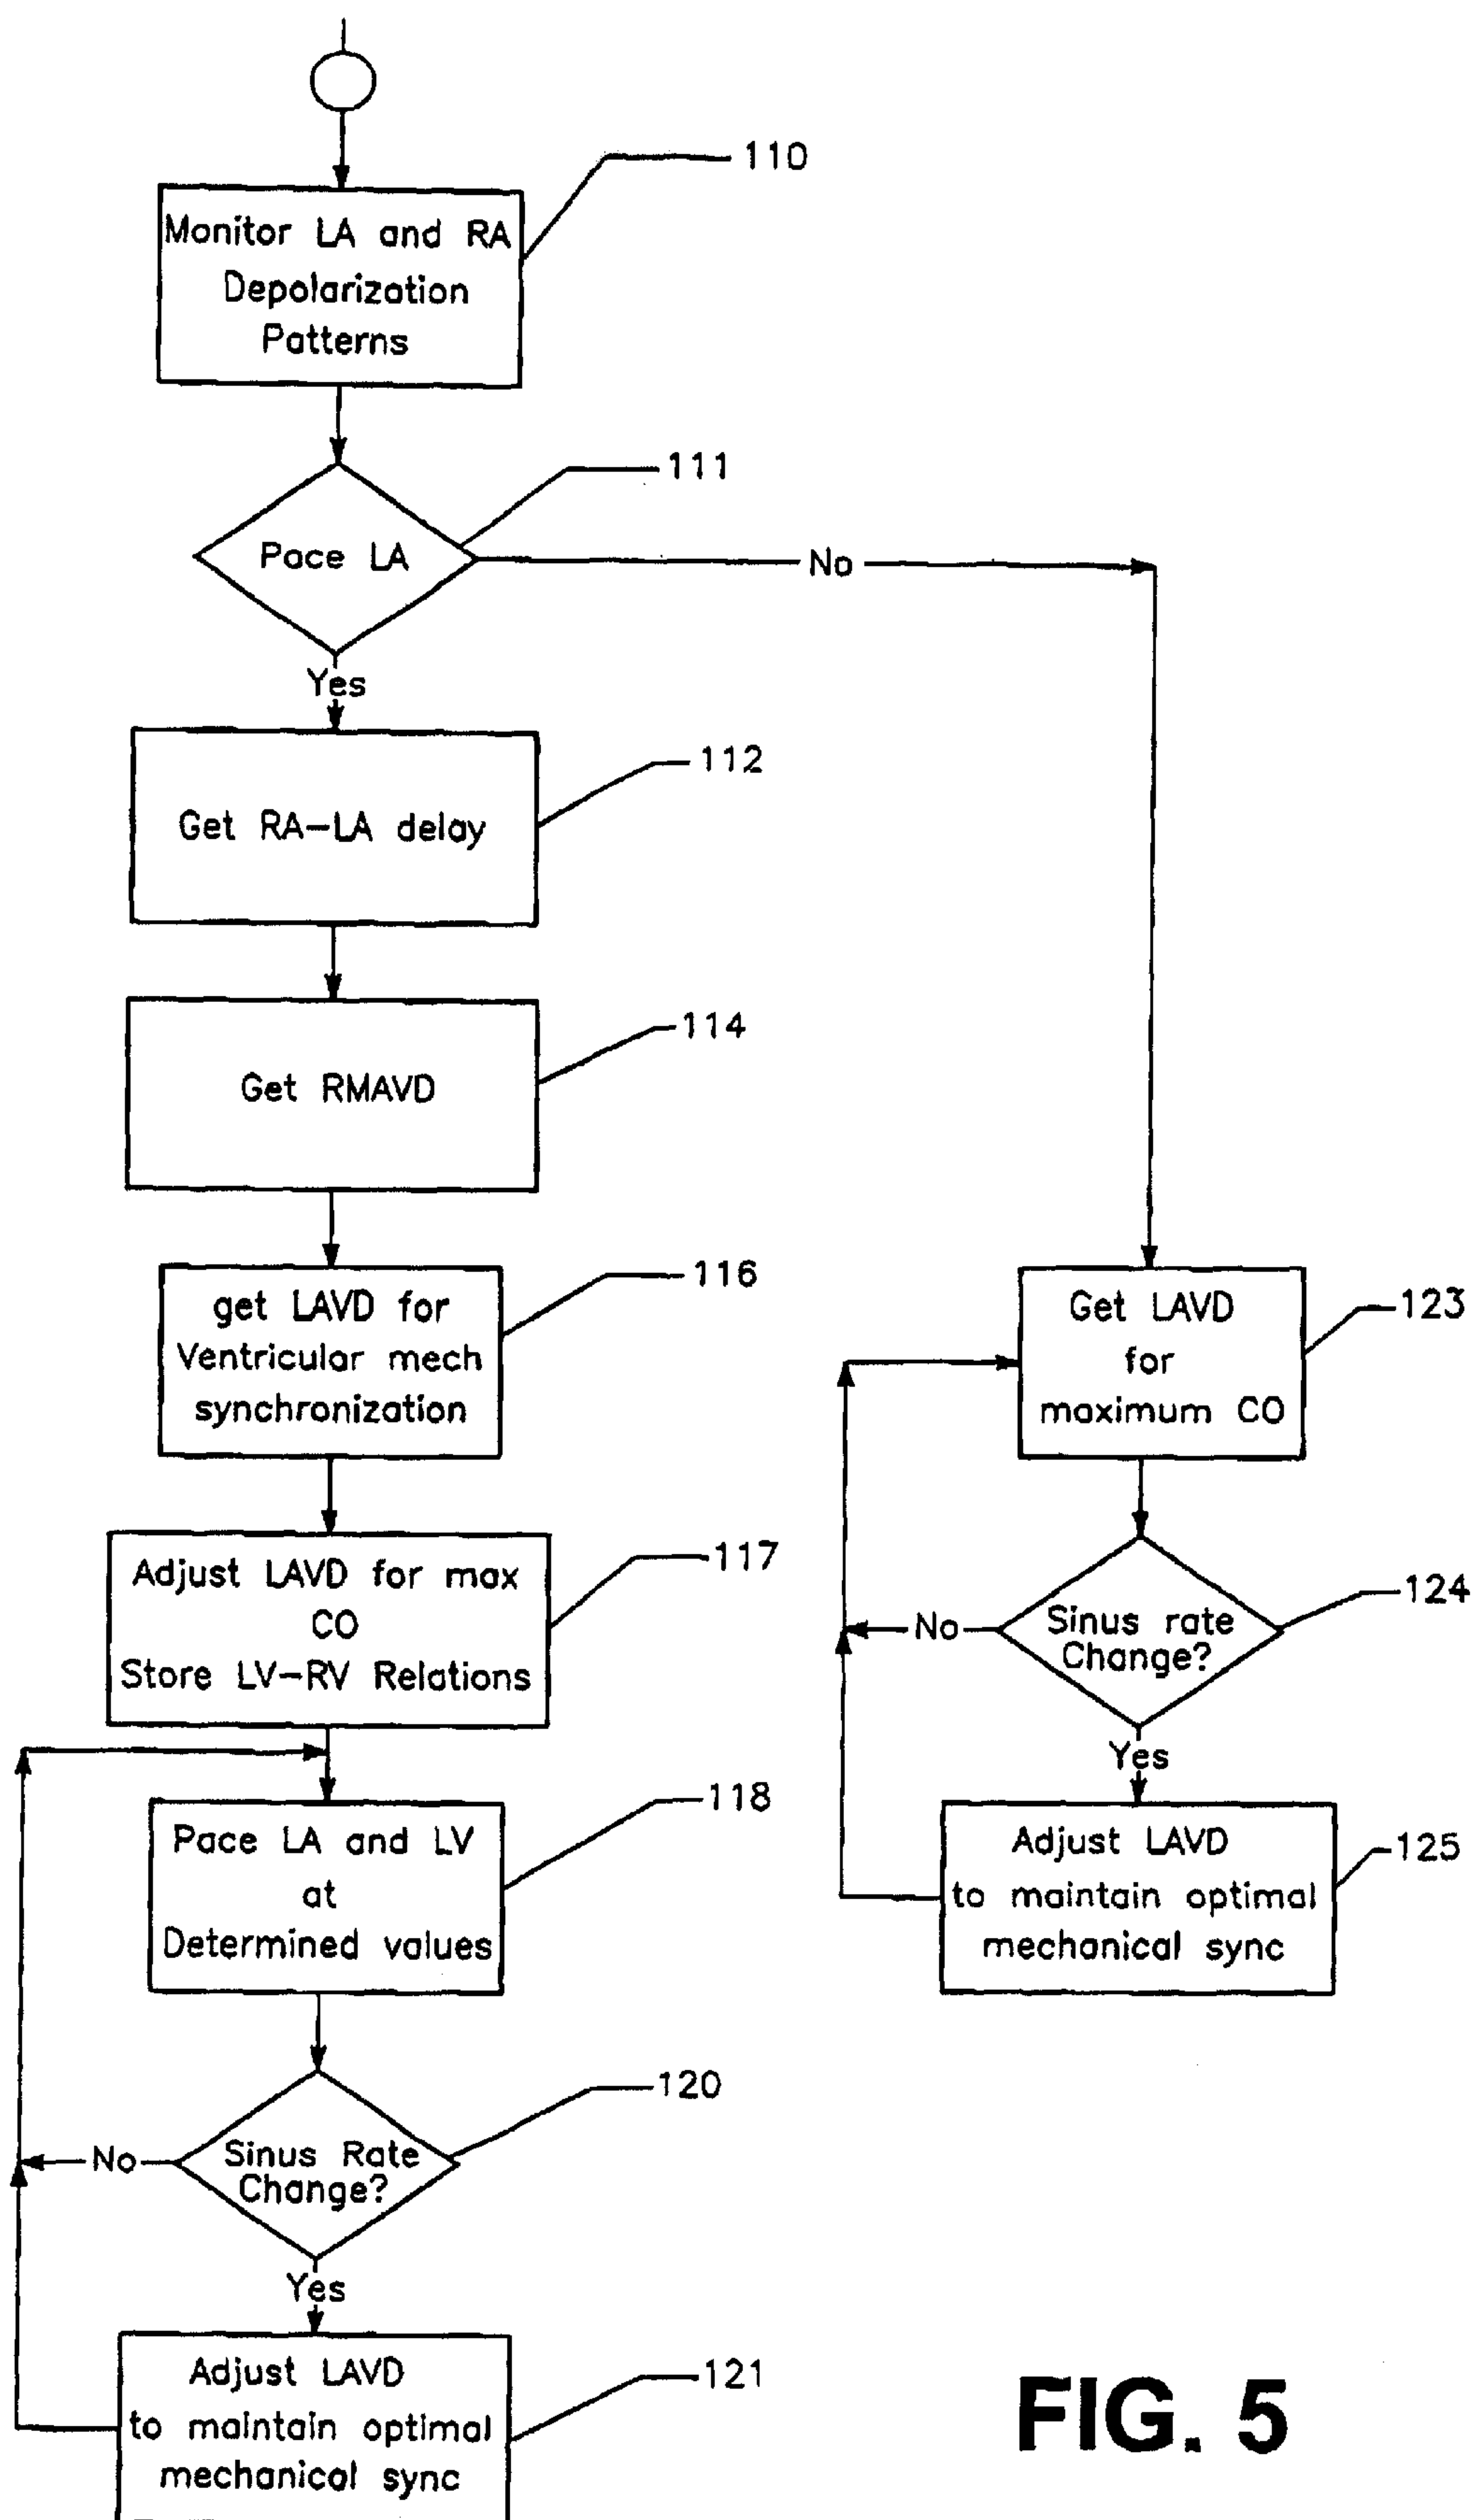 110
Monitor LA and RA
Depolarization
Patterns
111
Pace LA
No
Yes
112
Get RA-LA delay
114
Get RMAVD
116
get LAVD for
Ventricular mech
synchronization
123
Get LAVD
for
maximum CO
117
Adjust LAVD for max
CO
Store LV-RV Relations
124
Sinus rate
Change?
No
Yes
118
Pace LA and LV
at
Determined values
125
Adjust LAVD
to maintain optimal
mechanical sync
120
Sinus Rate
Change?
No
Yes
121
Adjust LAVD
to maintain optimal
mechanical sync
FIG. 5